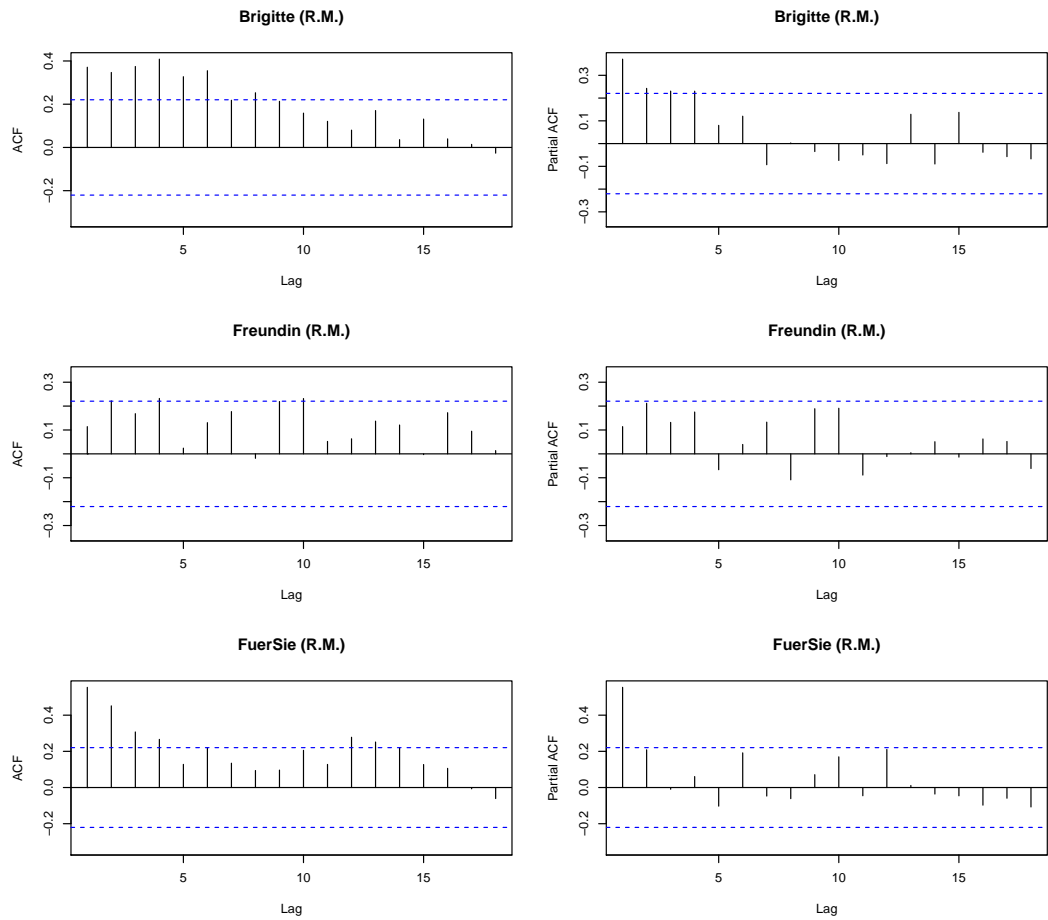 Brigitte (R.M.)
ACF
0.4
0.2
0.0
−0.2
5
10
15
Lag
Brigitte (R.M.)
Partial ACF
0.3
0.1
−0.1
−0.3
5
10
15
Lag
Freundin (R.M.)
ACF
0.3
0.1
−0.1
−0.3
5
10
15
Lag
Freundin (R.M.)
Partial ACF
0.3
0.1
−0.1
−0.3
5
10
15
Lag
FuerSie (R.M.)
ACF
0.4
0.2
0.0
−0.2
5
10
15
Lag
FuerSie (R.M.)
Partial ACF
0.4
0.2
0.0
−0.2
5
10
15
Lag